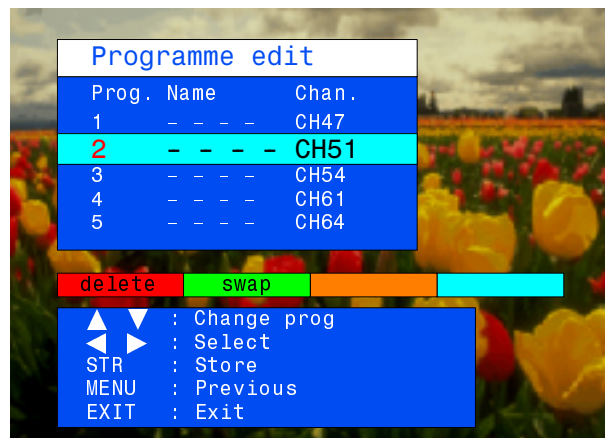 Programme edit
Prog. Name Chan.
1 – – – – CH47
2 – – – – CH51
3 – – – – CH54
4 – – – – CH61
5 – – – – CH64
delete swap
▲ ▼ : Change prog
◀ ▶ : Select
STR : Store
MENU : Previous
EXIT : Exit